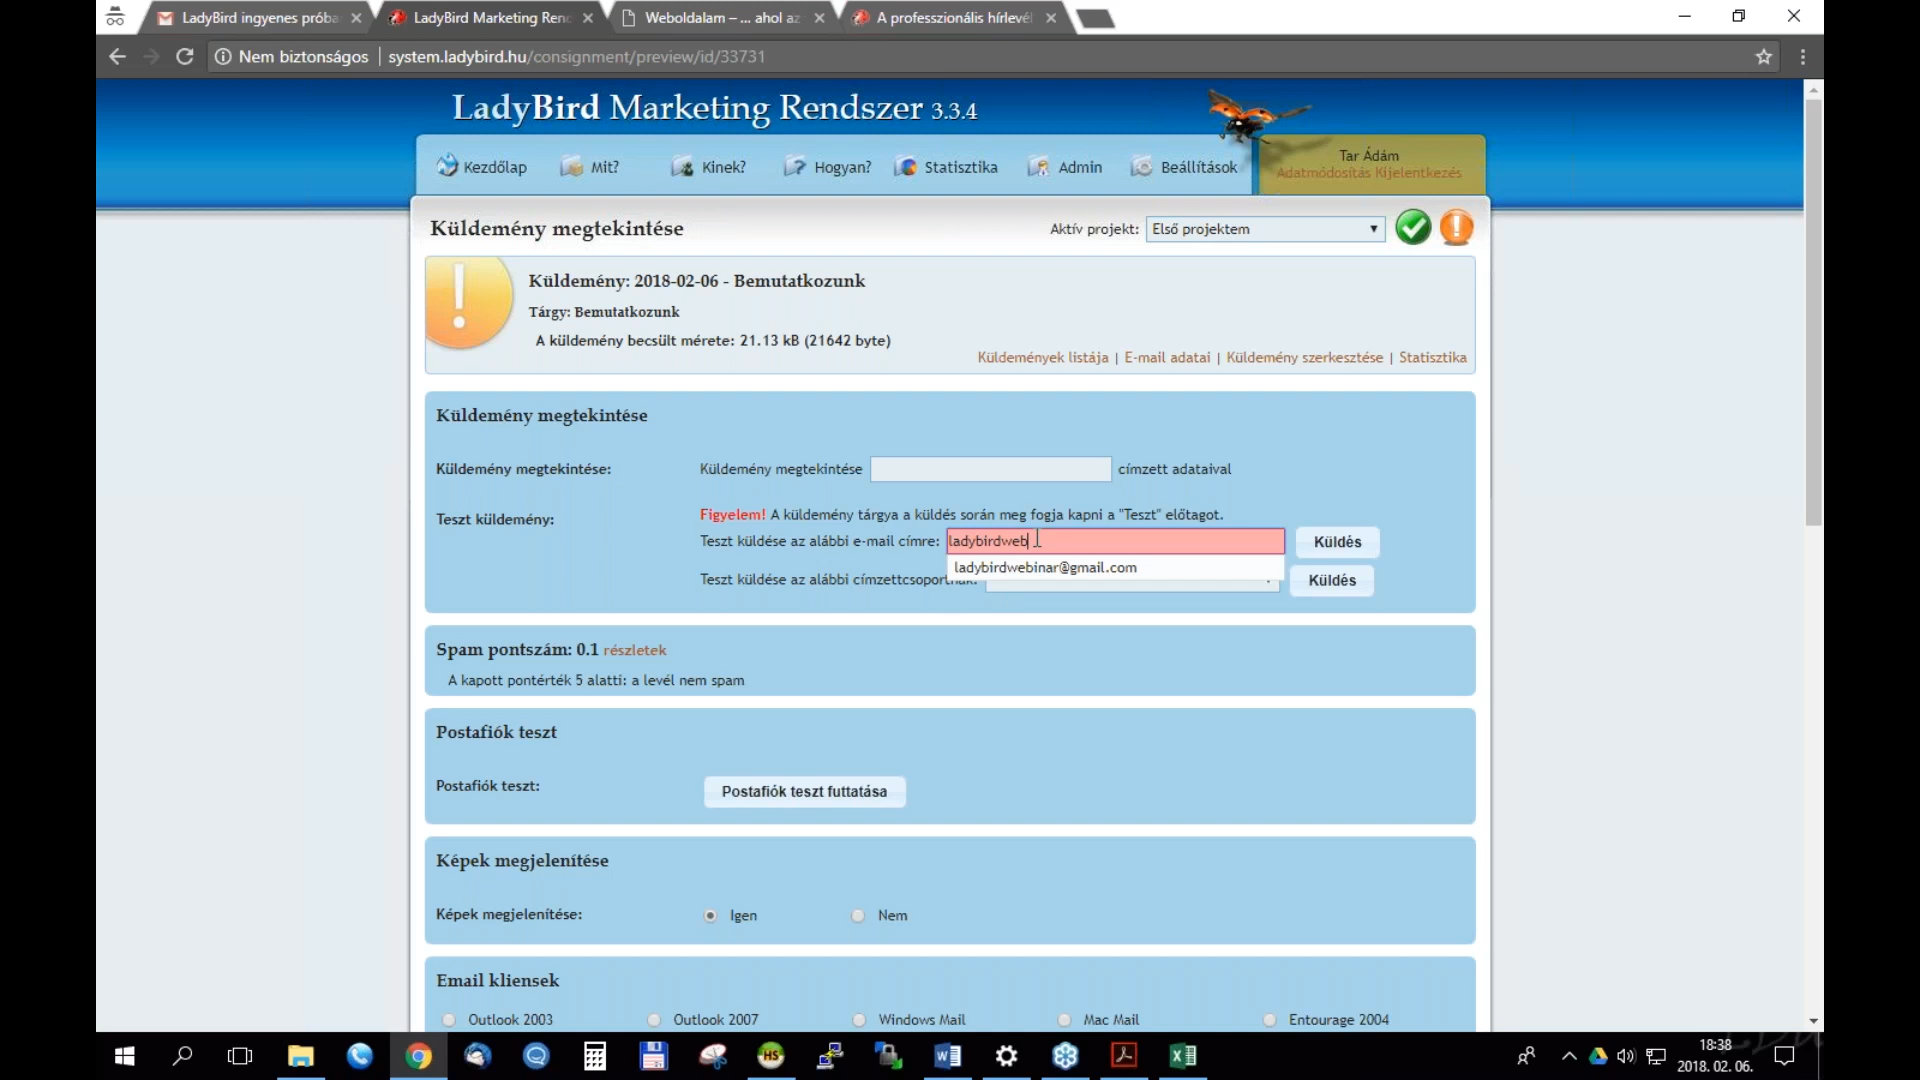 LadyBird ingyenes próba
LadyBird Marketing Rend
Weboldalam – ... ahol az
A professzionális hírlevél
Nem biztonságos
system.ladybird.hu/consignment/preview/id/33731
LadyBird Marketing Rendszer 3.3.4
Kezdőlap
Mit?
Kinek?
Hogyan?
Statisztika
Admin
Beállítások
Tar Ádám
Adatmódosítás Kijelentkezés
Küldemény megtekintése
Aktív projekt: Első projektem
Küldemény: 2018-02-06 - Bemutatkozunk
Tárgy: Bemutatkozunk
A küldemény becsült mérete: 21.13 kB (21642 byte)
Küldemények listája | E-mail adatai | Küldemény szerkesztése | Statisztika
Küldemény megtekintése
Küldemény megtekintése: Küldemény megtekintése címzett adataival
Teszt küldemény:
Figyelem! A küldemény tárgya a küldés során meg fogja kapni a "Teszt" előtagot.
Teszt küldése az alábbi e-mail címre: ladybirdweb Küldés
ladybirdwebinar@gmail.com
Teszt küldése az alábbi címzettcsoportnak: Küldés
Spam pontszám: 0.1 részletek
A kapott pontérték 5 alatti: a levél nem spam
Postafiók teszt
Postafiók teszt: Postafiók teszt futtatása
Képek megjelenítése
Képek megjelenítése: Igen Nem
Email kliensek
Outlook 2003 Outlook 2007 Windows Mail Mac Mail Entourage 2004
HS
18:38
2018. 02. 06.